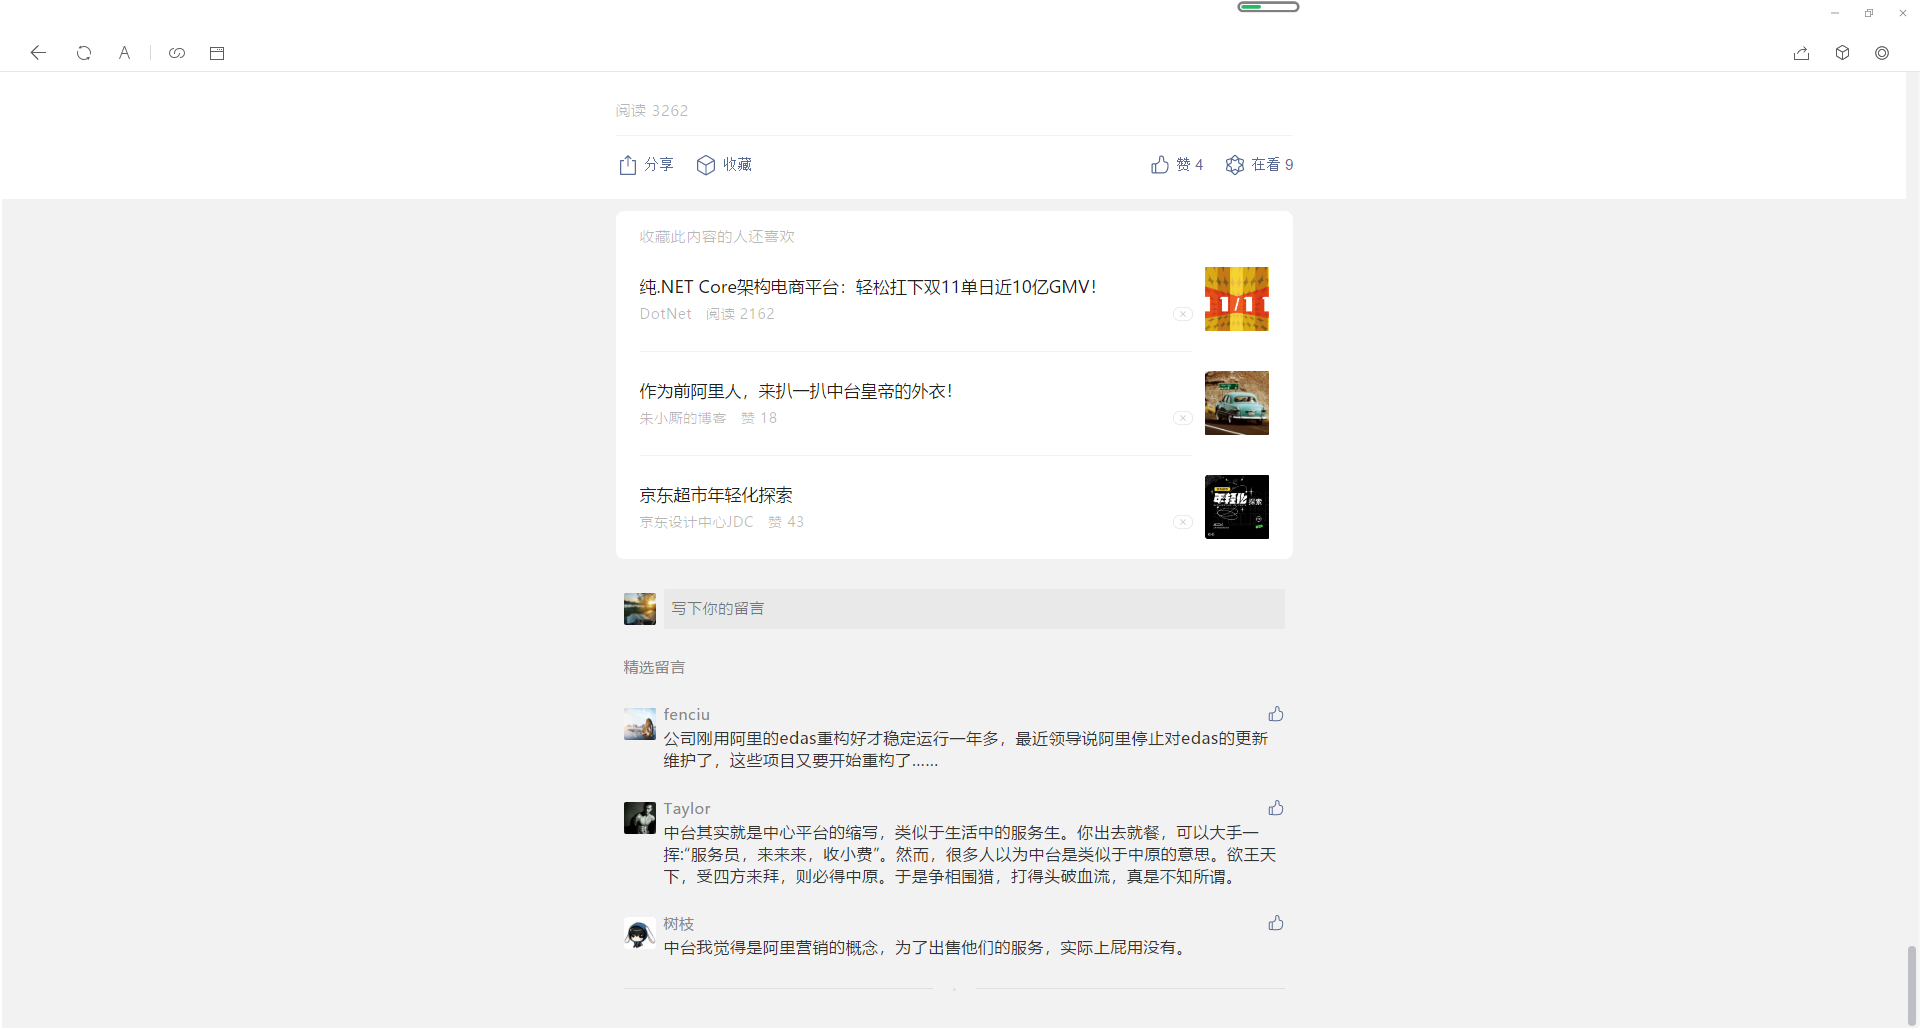 阅读 3262
分享 收藏 赞 4 在看 9
收藏此内容的人还喜欢
纯.NET Core架构电商平台：轻松扛下双11单日近10亿GMV！
DotNet 阅读 2162
11/11
作为前阿里人，来扒一扒中台皇帝的外衣！
朱小厮的博客 赞 18
京东超市年轻化探索
京东设计中心JDC 赞 43
年轻化 探索
写下你的留言
精选留言
fenciu
公司刚用阿里的edas重构好才稳定运行一年多，最近领导说阿里停止对edas的更新
维护了，这些项目又要开始重构了……
Taylor
中台其实就是中心平台的缩写，类似于生活中的服务生。你出去就餐，可以大手一
挥:“服务员，来来来，收小费”。然而，很多人以为中台是类似于中原的意思。欲王天
下，受四方来拜，则必得中原。于是争相围猎，打得头破血流，真是不知所谓。
树枝
中台我觉得是阿里营销的概念，为了出售他们的服务，实际上屁用没有。